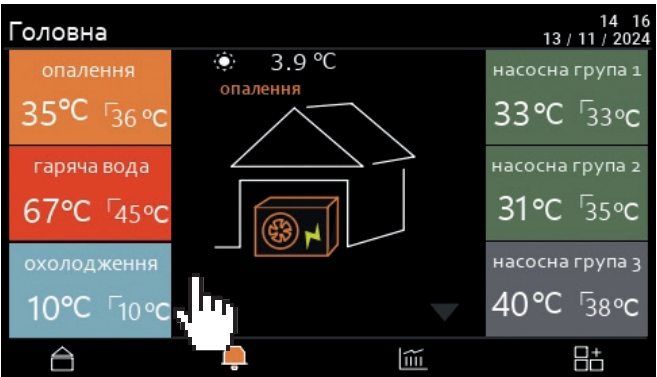 Головна
14 16
13 / 11 / 2024
опалення
35°C 36°C
гаряча вода
67°C 45°C
охолодження
10°C 10°C
3.9 °C
опалення
насосна група 1
33°C 33°C
насосна група 2
31°C 35°C
насосна група 3
40°C 38°C